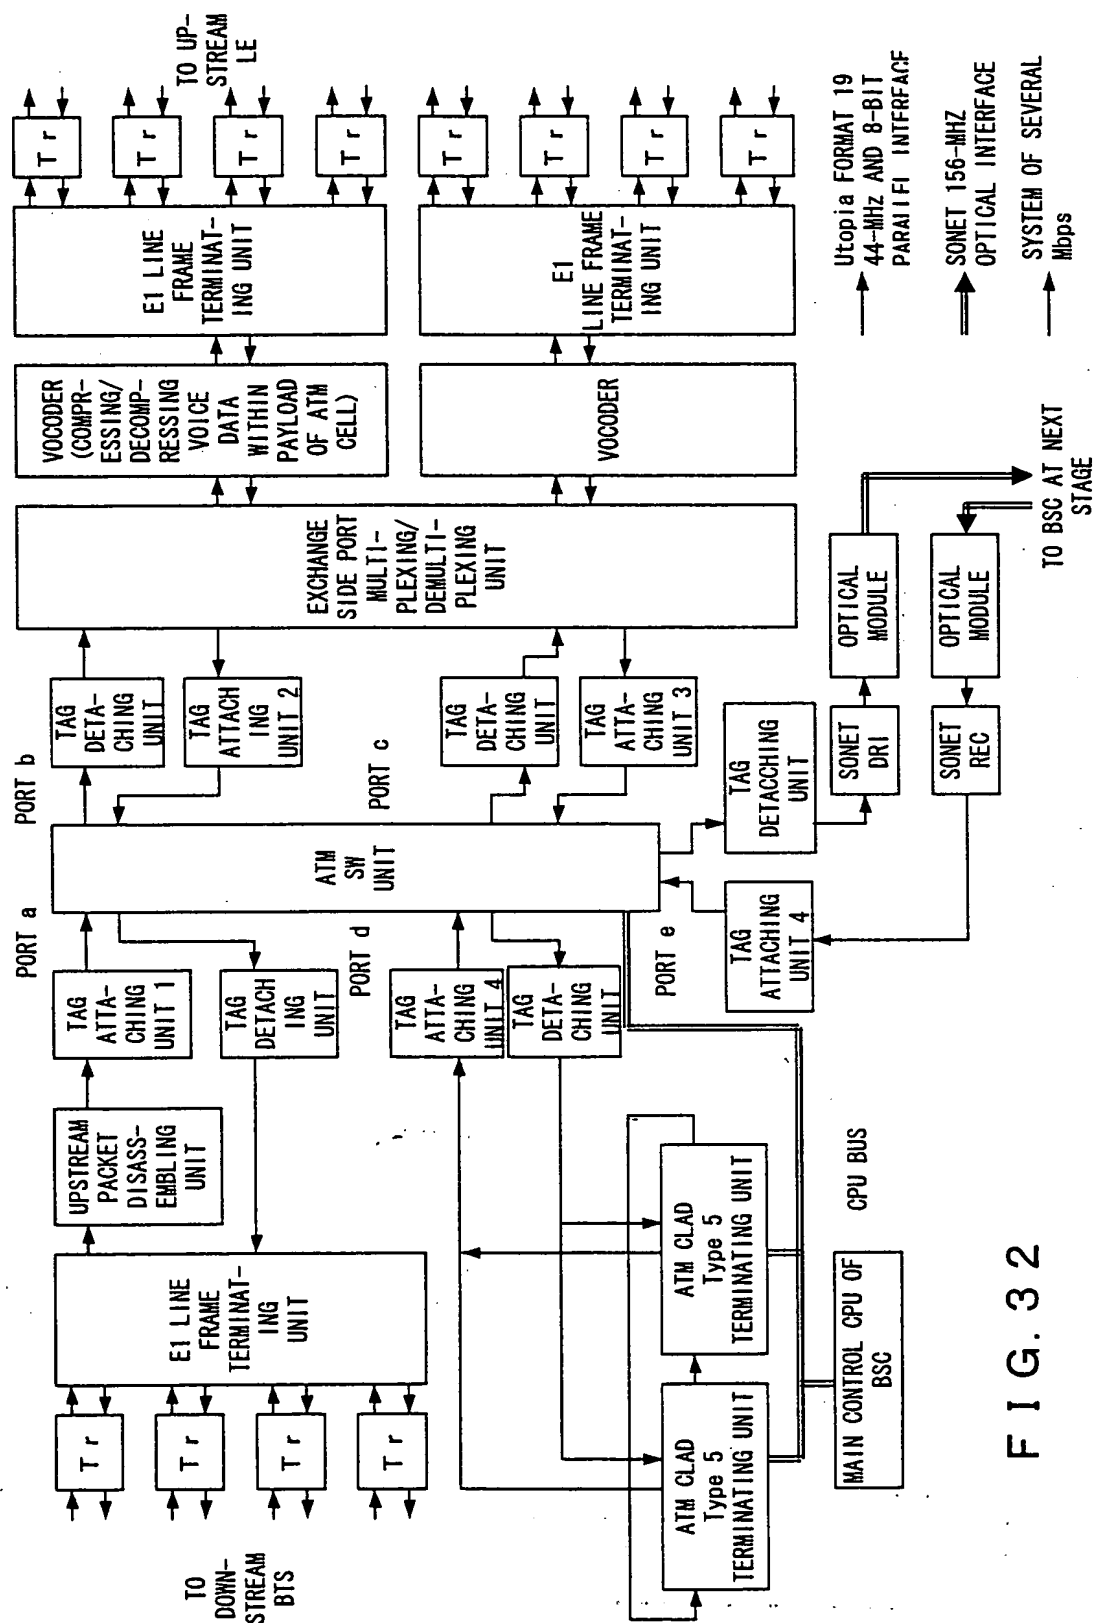 TO
DOWN-
STREAM
BTS
Tr
Tr
Tr
Tr
E1 LINE
FRAME
TERMINAT-
ING
UNIT
UPSTREAM
PACKET
DISASS-
EMBLING
UNIT
TAG
ATTA-
CHING
UNIT 1
TAG
DETACH
ING
UNIT
PORT a
PORT d
TAG
ATTA-
CHING
UNIT 4
TAG
DETA-
CHING
UNIT
ATM
SW
UNIT
PORT b
PORT c
PORT e
TAG
DETA-
CHING
UNIT
TAG
ATTACH
ING
UNIT 2
TAG
DETA-
CHING
UNIT
TAG
ATTA-
CHING
UNIT 3
EXCHANGE
SIDE PORT
MULTI-
PLEXING/
DEMULTI-
PLEXING
UNIT
VOCODER
(COMPR-
ESSING/
DECOMP-
RESSING
VOICE
DATA
WITHIN
PAYLOAD
OF ATM
CELL)
VOCODER
E1 LINE
FRAME
TERMINAT-
ING UNIT
E1
LINE FRAME
TERMINAT-
ING UNIT
Tr
Tr
Tr
Tr
Tr
Tr
Tr
Tr
TO UP-
STREAM
LE
ATM CLAD
Type 5
TERMINATING UNIT
ATM CLAD
Type 5
TERMINATING UNIT
CPU BUS
MAIN CONTROL CPU OF
BSC
TAG
ATTACHING
UNIT 4
TAG
DETACCHING
UNIT
SONET
DRI
SONET
REC
OPTICAL
MODULE
OPTICAL
MODULE
TO BSC AT NEXT
STAGE
Utopia FORMAT 19
44-MHz AND 8-BIT
PARALLEL INTERFACE
SONET 156-MHZ
OPTICAL INTERFACE
SYSTEM OF SEVERAL
Mbps
FIG. 32